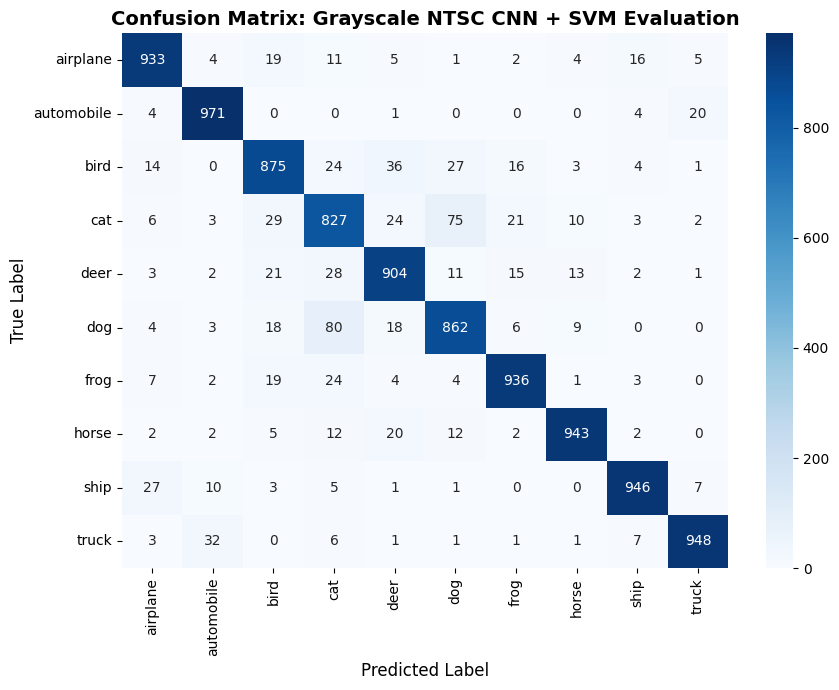 Confusion Matrix: Grayscale NTSC CNN + SVM Evaluation
True Label
airplane 933 4 19 11 5 1 2 4 16 5
automobile 4 971 0 0 1 0 0 0 4 20
bird 14 0 875 24 36 27 16 3 4 1
cat 6 3 29 827 24 75 21 10 3 2
deer 3 2 21 28 904 11 15 13 2 1
dog 4 3 18 80 18 862 6 9 0 0
frog 7 2 19 24 4 4 936 1 3 0
horse 2 2 5 12 20 12 2 943 2 0
ship 27 10 3 5 1 1 0 0 946 7
truck 3 32 0 6 1 1 1 1 7 948
airplane automobile bird cat deer dog frog horse ship truck
Predicted Label
800
600
400
200
0